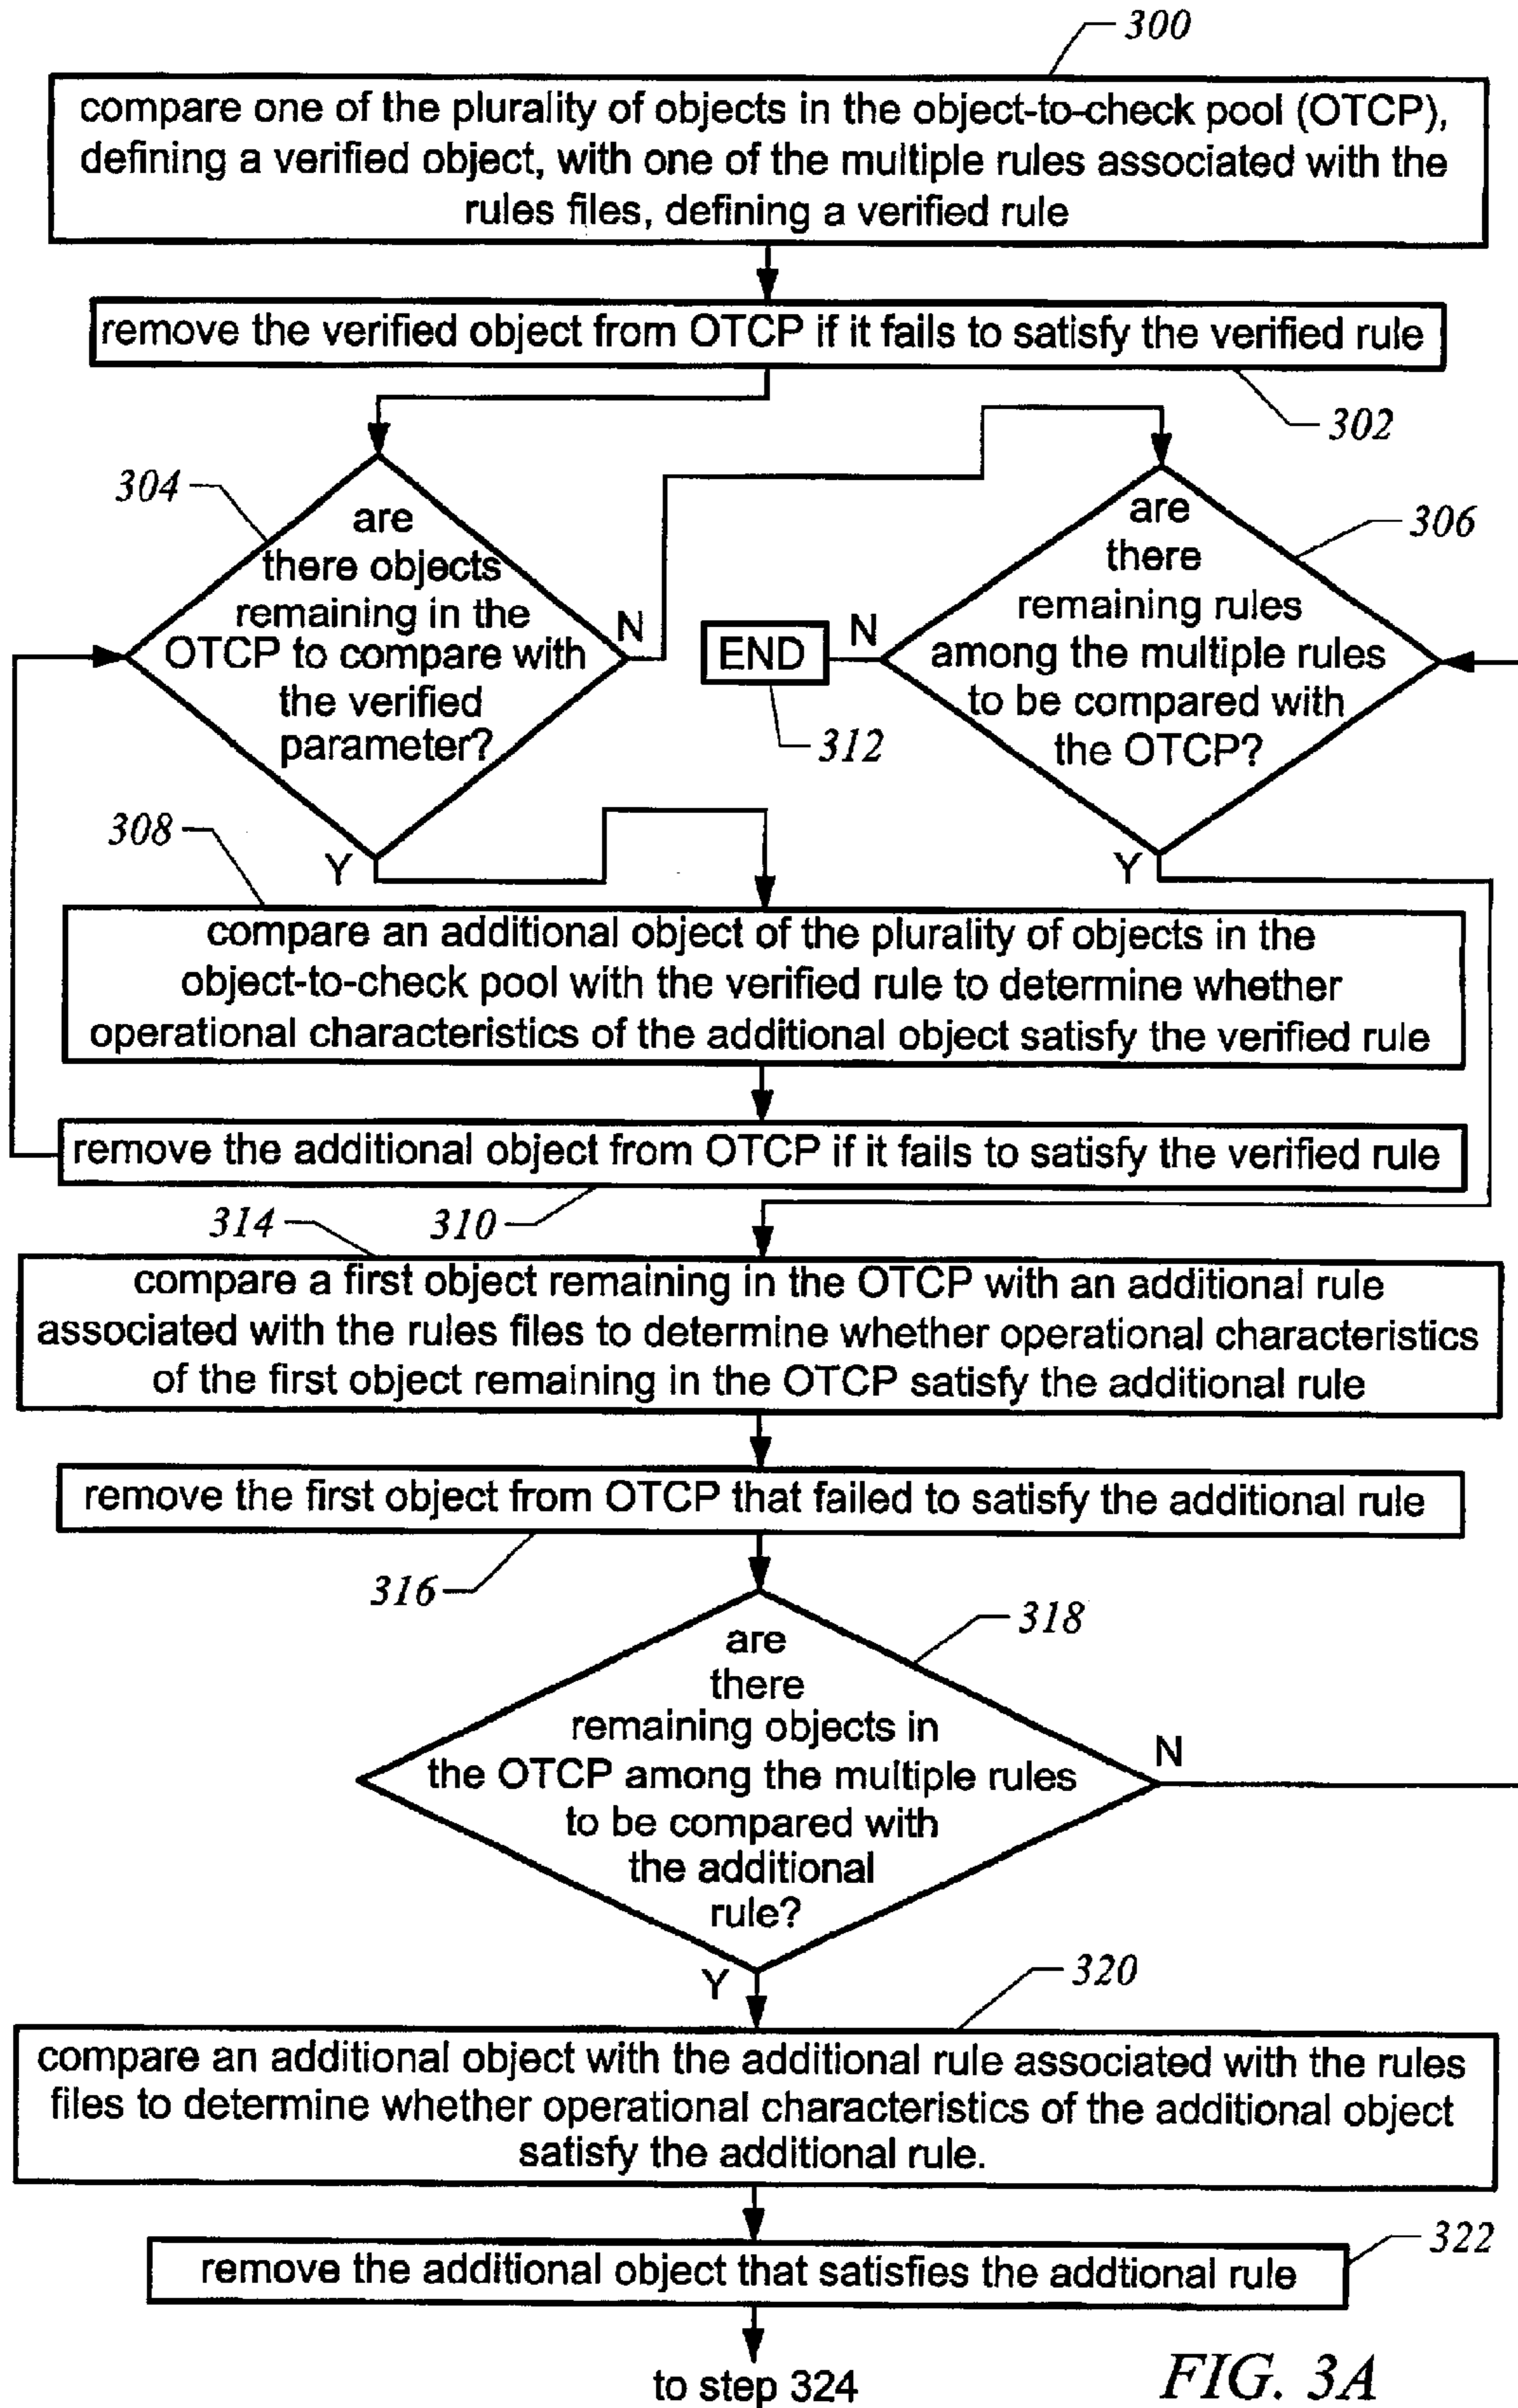 300
compare one of the plurality of objects in the object-to-check pool (OTCP),
defining a verified object, with one of the multiple rules associated with the
rules files, defining a verified rule
remove the verified object from OTCP if it fails to satisfy the verified rule
302
304
are
there objects
remaining in the
OTCP to compare with
the verified
parameter?
N
Y
306
are
there
remaining rules
among the multiple rules
to be compared with
the OTCP?
N
END
312
Y
308
compare an additional object of the plurality of objects in the
object-to-check pool with the verified rule to determine whether
operational characteristics of the additional object satisfy the verified rule
remove the additional object from OTCP if it fails to satisfy the verified rule
310
314
compare a first object remaining in the OTCP with an additional rule
associated with the rules files to determine whether operational characteristics
of the first object remaining in the OTCP satisfy the additional rule
remove the first object from OTCP that failed to satisfy the additional rule
316
318
are
there
remaining objects in
the OTCP among the multiple rules
to be compared with
the additional
rule?
N
Y
320
compare an additional object with the additional rule associated with the rules
files to determine whether operational characteristics of the additional object
satisfy the additional rule.
322
remove the additional object that satisfies the addtional rule
to step 324
FIG. 3A